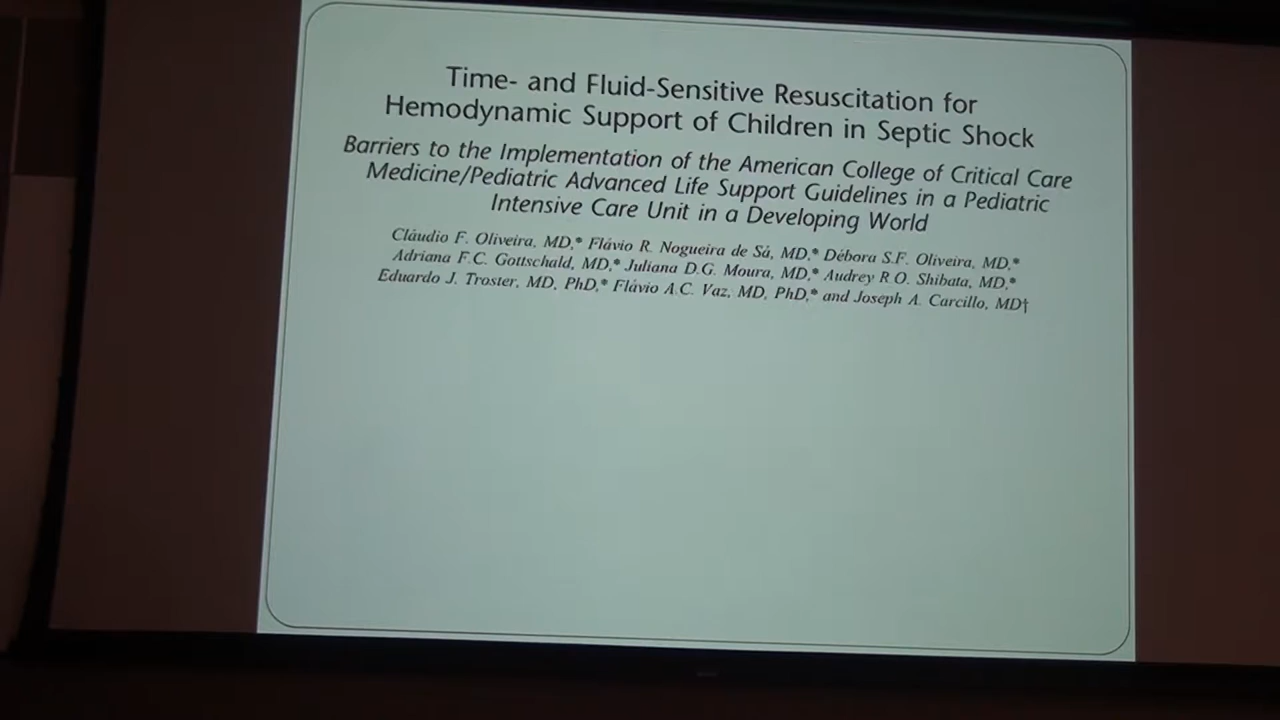 Time- and Fluid-Sensitive Resuscitation for
Hemodynamic Support of Children in Septic Shock
Barriers to the Implementation of the American College of Critical Care
Medicine/Pediatric Advanced Life Support Guidelines in a Pediatric
Intensive Care Unit in a Developing World
Cláudio F. Oliveira, MD,* Flávio R. Nogueira de Sá, MD,* Débora S.F. Oliveira, MD,*
Adriana F.C. Gottschald, MD,* Juliana D.G. Moura, MD,* Audrey R.O. Shibata, MD,*
Eduardo J. Troster, MD, PhD,* Flávio A.C. Vaz, MD, PhD,* and Joseph A. Carcillo, MD†